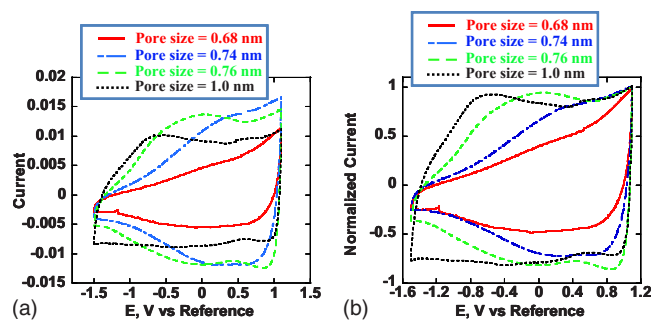 Pore size = 0.68 nm
Pore size = 0.74 nm
Pore size = 0.76 nm
Pore size = 1.0 nm
0.02
0.015
0.01
0.005
0
-0.005
-0.01
-0.015
Current
-1.5 -0.5 0 0.5 1.5
E, V vs Reference
(a)
Pore size = 0.68 nm
Pore size = 0.74 nm
Pore size = 0.76 nm
Pore size = 1.0 nm
1
0.5
0
-0.5
-1
Normalized Current
-1.6 -1.2 -0.8 -0.4 0 0.4 0.8 1.2
E, V vs Reference
(b)